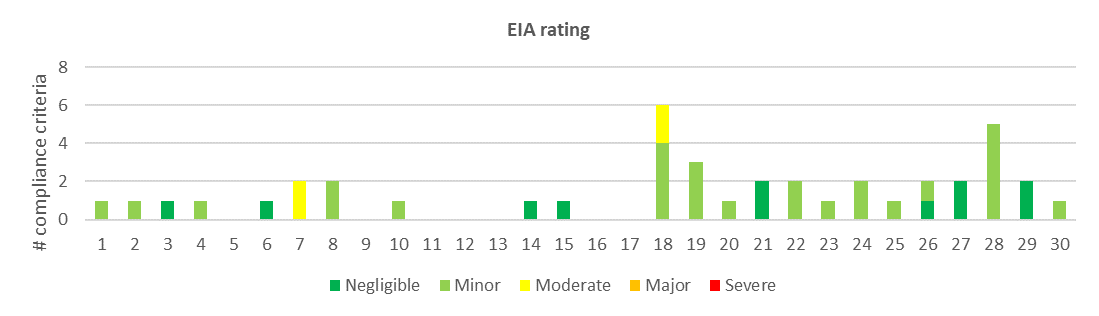 EIA rating
# compliance criteria
8
6
4
2
0
1 2 3 4 5 6 7 8 9 10 11 12 13 14 15 16 17 18 19 20 21 22 23 24 25 26 27 28 29 30
Negligible Minor Moderate Major Severe